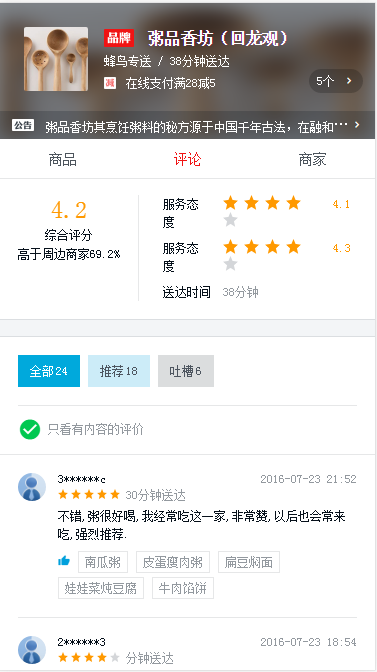 品牌 粥品香坊（回龙观）
蜂鸟专送 / 38分钟送达
减 在线支付满28减5
5个 >
公告 粥品香坊其烹饪粥料的秘方源于中国千年古法，在融和··· >
商品 评论 商家
4.2
综合评分
高于周边商家69.2%
服务态度 4.1
服务态度 4.3
送达时间 38分钟
全部24 推荐18 吐槽6
只看有内容的评价
3******c 2016-07-23 21:52
30分钟送达
不错,粥很好喝,我经常吃这一家,非常赞,以后也会常来
吃,强烈推荐.
南瓜粥 皮蛋瘦肉粥 扁豆焖面
娃娃菜炖豆腐 牛肉馅饼
2******3 2016-07-23 18:54
分钟送达